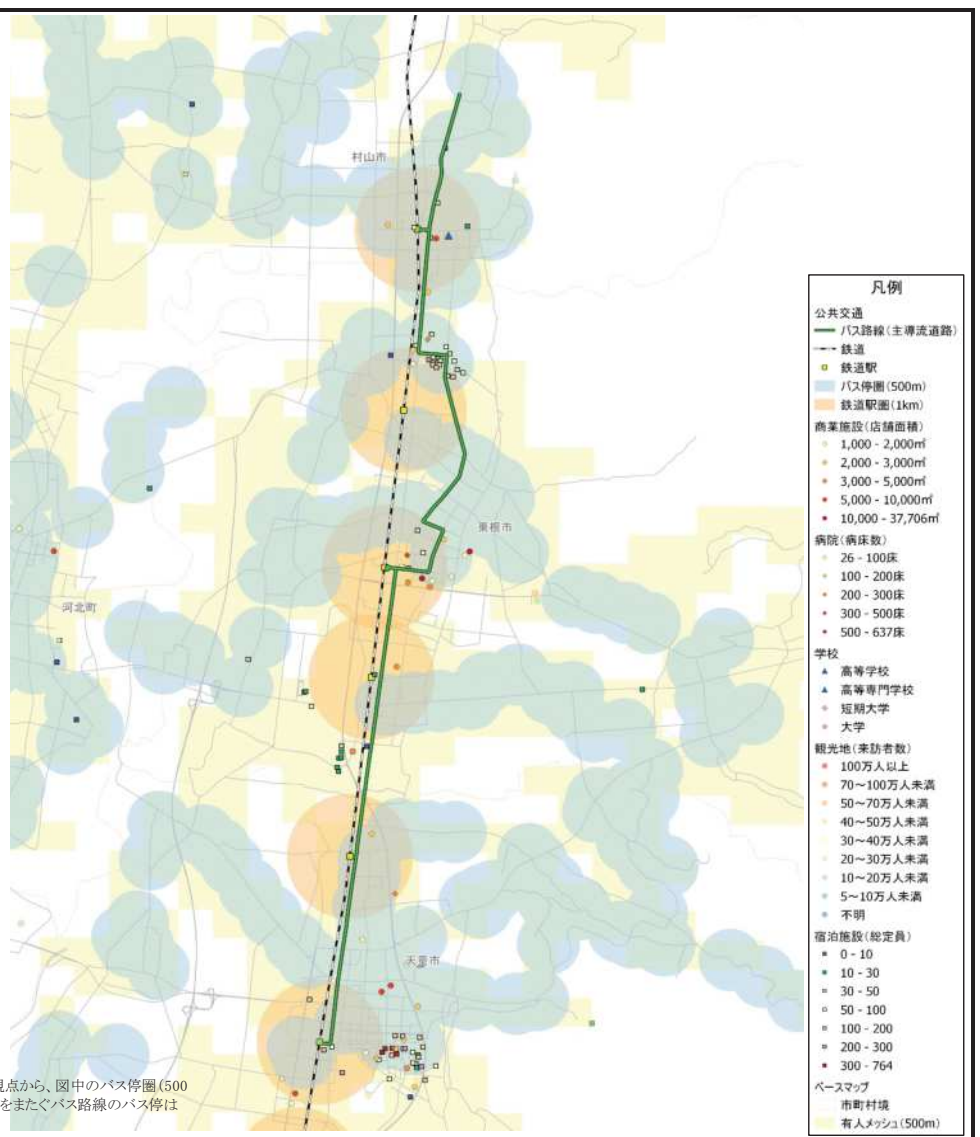 村山市
東根市
河北町
天童市
視点から、図中のバス停圏(500
をまたぐバス路線のバス停は
凡例
公共交通
バス路線(主導流道路)
鉄道
鉄道駅
バス停圏(500m)
鉄道駅圏(1km)
商業施設(店舗面積)
1,000 - 2,000㎡
2,000 - 3,000㎡
3,000 - 5,000㎡
5,000 - 10,000㎡
10,000 - 37,706㎡
病院(病床数)
26 - 100床
100 - 200床
200 - 300床
300 - 500床
500 - 637床
学校
高等学校
高等専門学校
短期大学
大学
観光地(来訪者数)
100万人以上
70～100万人未満
50～70万人未満
40～50万人未満
30～40万人未満
20～30万人未満
10～20万人未満
5～10万人未満
不明
宿泊施設(総定員)
0 - 10
10 - 30
30 - 50
50 - 100
100 - 200
200 - 300
300 - 764
ベースマップ
市町村境
有人メッシュ(500m)